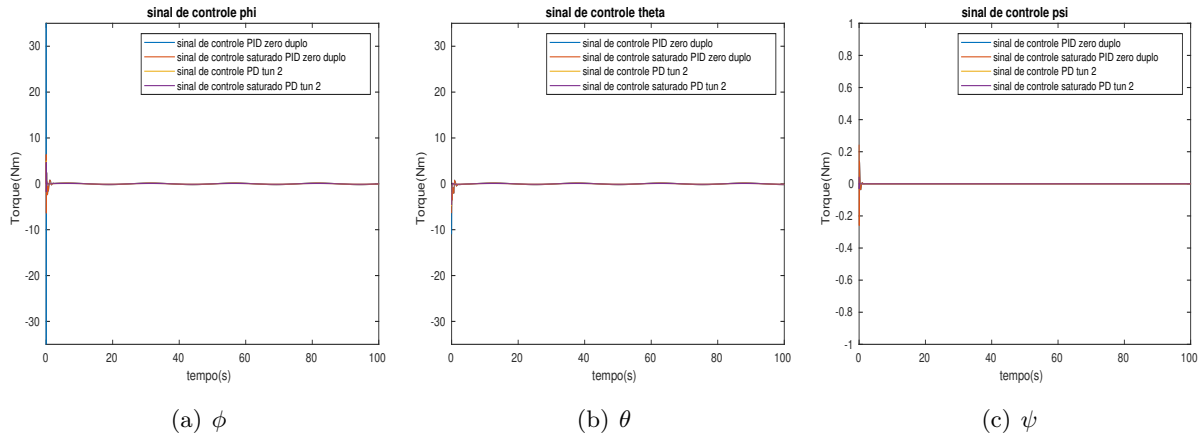 sinal de controle phi
sinal de controle PID zero duplo
sinal de controle saturado PID zero duplo
sinal de controle PD tun 2
sinal de controle saturado PD tun 2
30
20
10
0
-10
-20
-30
Torque(Nm)
0 20 40 60 80 100
tempo(s)
(a) ϕ
sinal de controle theta
sinal de controle PID zero duplo
sinal de controle saturado PID zero duplo
sinal de controle PD tun 2
sinal de controle saturado PD tun 2
30
20
10
0
-10
-20
-30
Torque(Nm)
0 20 40 60 80 100
tempo(s)
(b) θ
sinal de controle psi
sinal de controle PID zero duplo
sinal de controle saturado PID zero duplo
sinal de controle PD tun 2
sinal de controle saturado PD tun 2
1
0.8
0.6
0.4
0.2
0
-0.2
-0.4
-0.6
-0.8
-1
Torque(Nm)
0 20 40 60 80 100
tempo(s)
(c) ψ